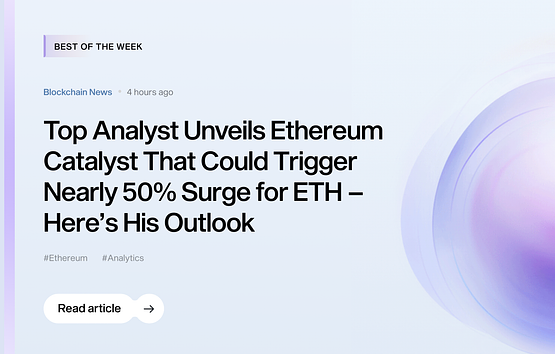 BEST OF THE WEEK
Blockchain News • 4 hours ago
Top Analyst Unveils Ethereum
Catalyst That Could Trigger
Nearly 50% Surge for ETH –
Here’s His Outlook
#Ethereum #Analytics
Read article →